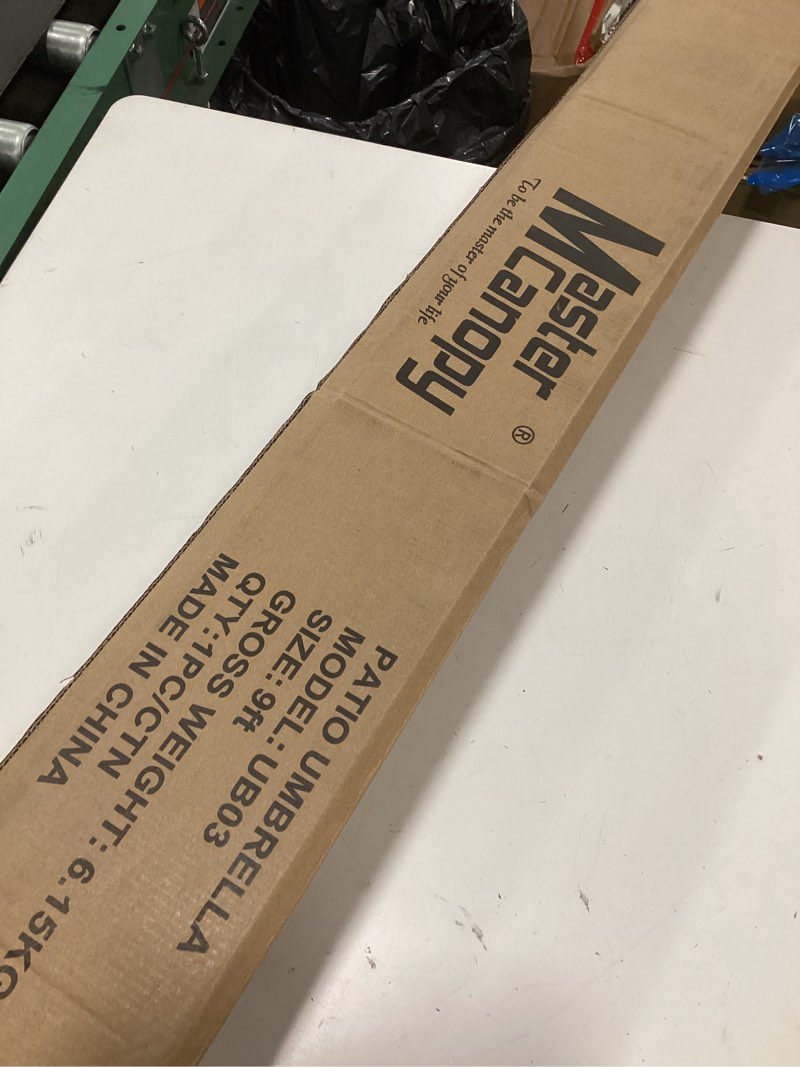 Master
Canopy ®
To be the master of your life
PATIO UMBRELLA
MODEL: UB03
SIZE: 9ft
GROSS WEIGHT: 6.15KG
QTY:1PC/CTN
MADE IN CHINA